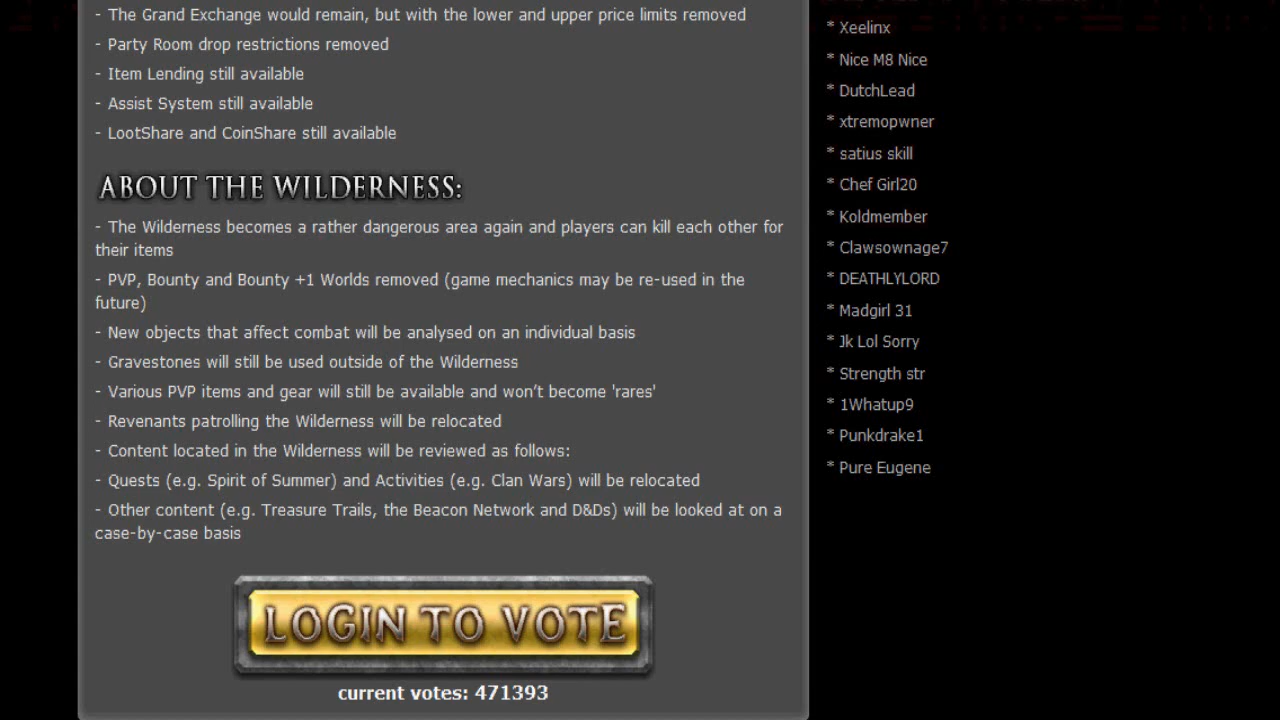 - The Grand Exchange would remain, but with the lower and upper price limits removed
- Party Room drop restrictions removed
- Item Lending still available
- Assist System still available
- LootShare and CoinShare still available
ABOUT THE WILDERNESS:
- The Wilderness becomes a rather dangerous area again and players can kill each other for
their items
- PVP, Bounty and Bounty +1 Worlds removed (game mechanics may be re-used in the
future)
- New objects that affect combat will be analysed on an individual basis
- Gravestones will still be used outside of the Wilderness
- Various PVP items and gear will still be available and won't become 'rares'
- Revenants patrolling the Wilderness will be relocated
- Content located in the Wilderness will be reviewed as follows:
- Quests (e.g. Spirit of Summer) and Activities (e.g. Clan Wars) will be relocated
- Other content (e.g. Treasure Trails, the Beacon Network and D&Ds) will be looked at on a
case-by-case basis
LOGIN TO VOTE
current votes: 471393
* Xeelinx
* Nice M8 Nice
* DutchLead
* xtremopwner
* satius skill
* Chef Girl20
* Koldmember
* Clawsownage7
* DEATHLYLORD
* Madgirl 31
* Jk Lol Sorry
* Strength str
* 1Whatup9
* Punkdrake1
* Pure Eugene